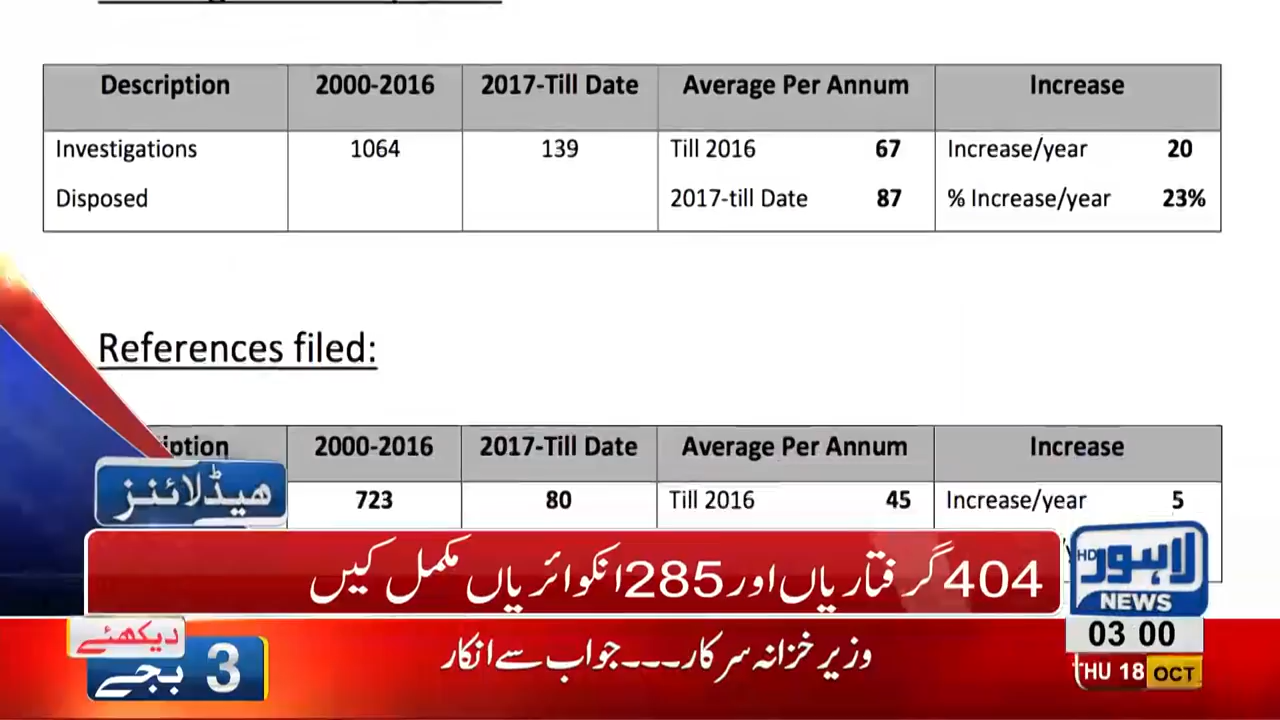 Description 2000-2016 2017-Till Date Average Per Annum Increase
Investigations 1064 139 Till 2016 67 Increase/year 20
Disposed 2017-till Date 87 % Increase/year 23%
References filed:
2000-2016 2017-Till Date Average Per Annum Increase
723 80 Till 2016 45 Increase/year 5
ھیڈلائنز
404 گرفتاریاں اور 285 انکوائریاں مکمل کیں
لاہور HD
NEWS
دیکھئے
3 بجے
وزیر خزانہ سرکار۔۔۔جواب سے انکار
03 00
THU 18 OCT